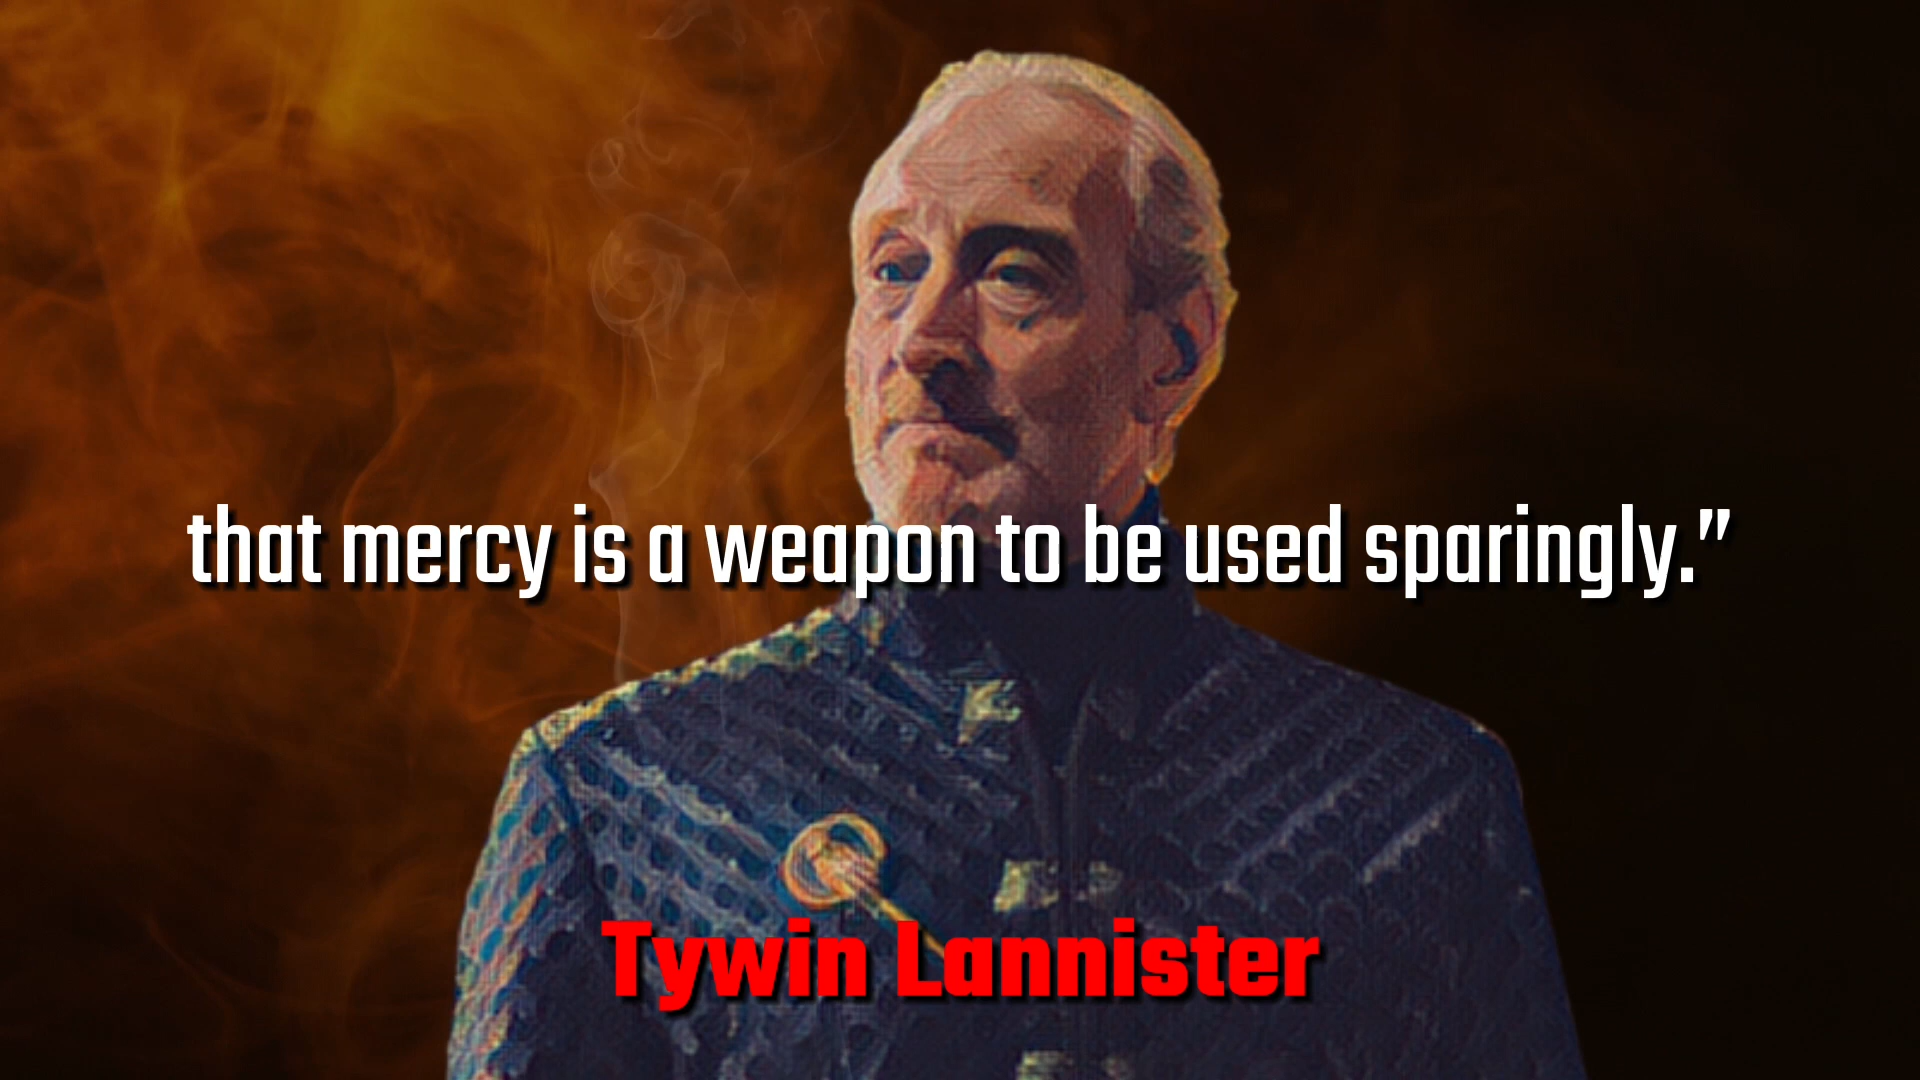 that mercy is a weapon to be used sparingly.”
Tywin Lannister